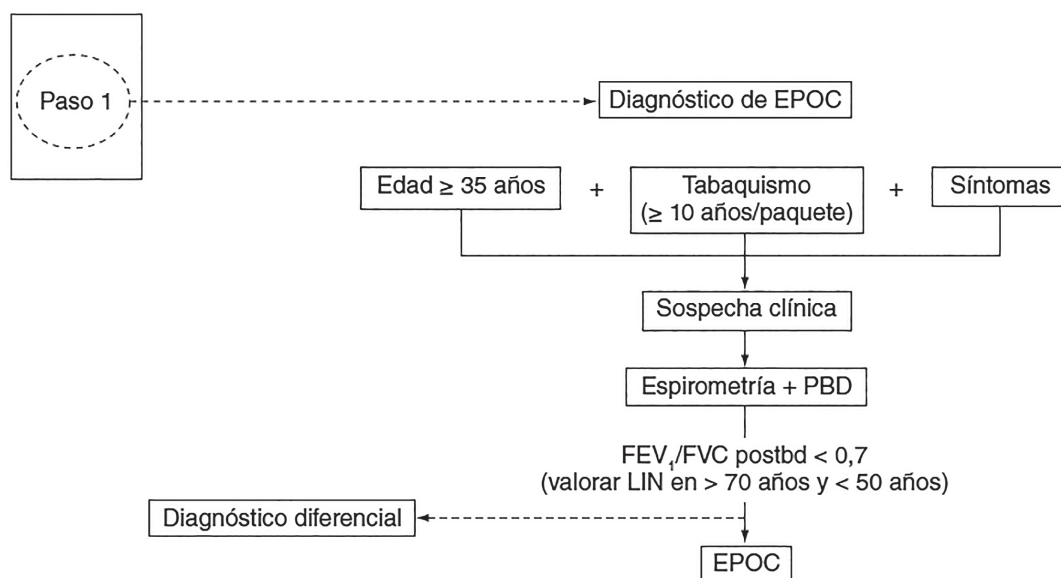 Paso 1
Diagnóstico de EPOC
Edad ≥ 35 años + Tabaquismo + Síntomas
(≥ 10 años/paquete)
Sospecha clínica
Espirometría + PBD
FEV₁/FVC postbd < 0,7
(valorar LIN en > 70 años y < 50 años)
Diagnóstico diferencial
EPOC